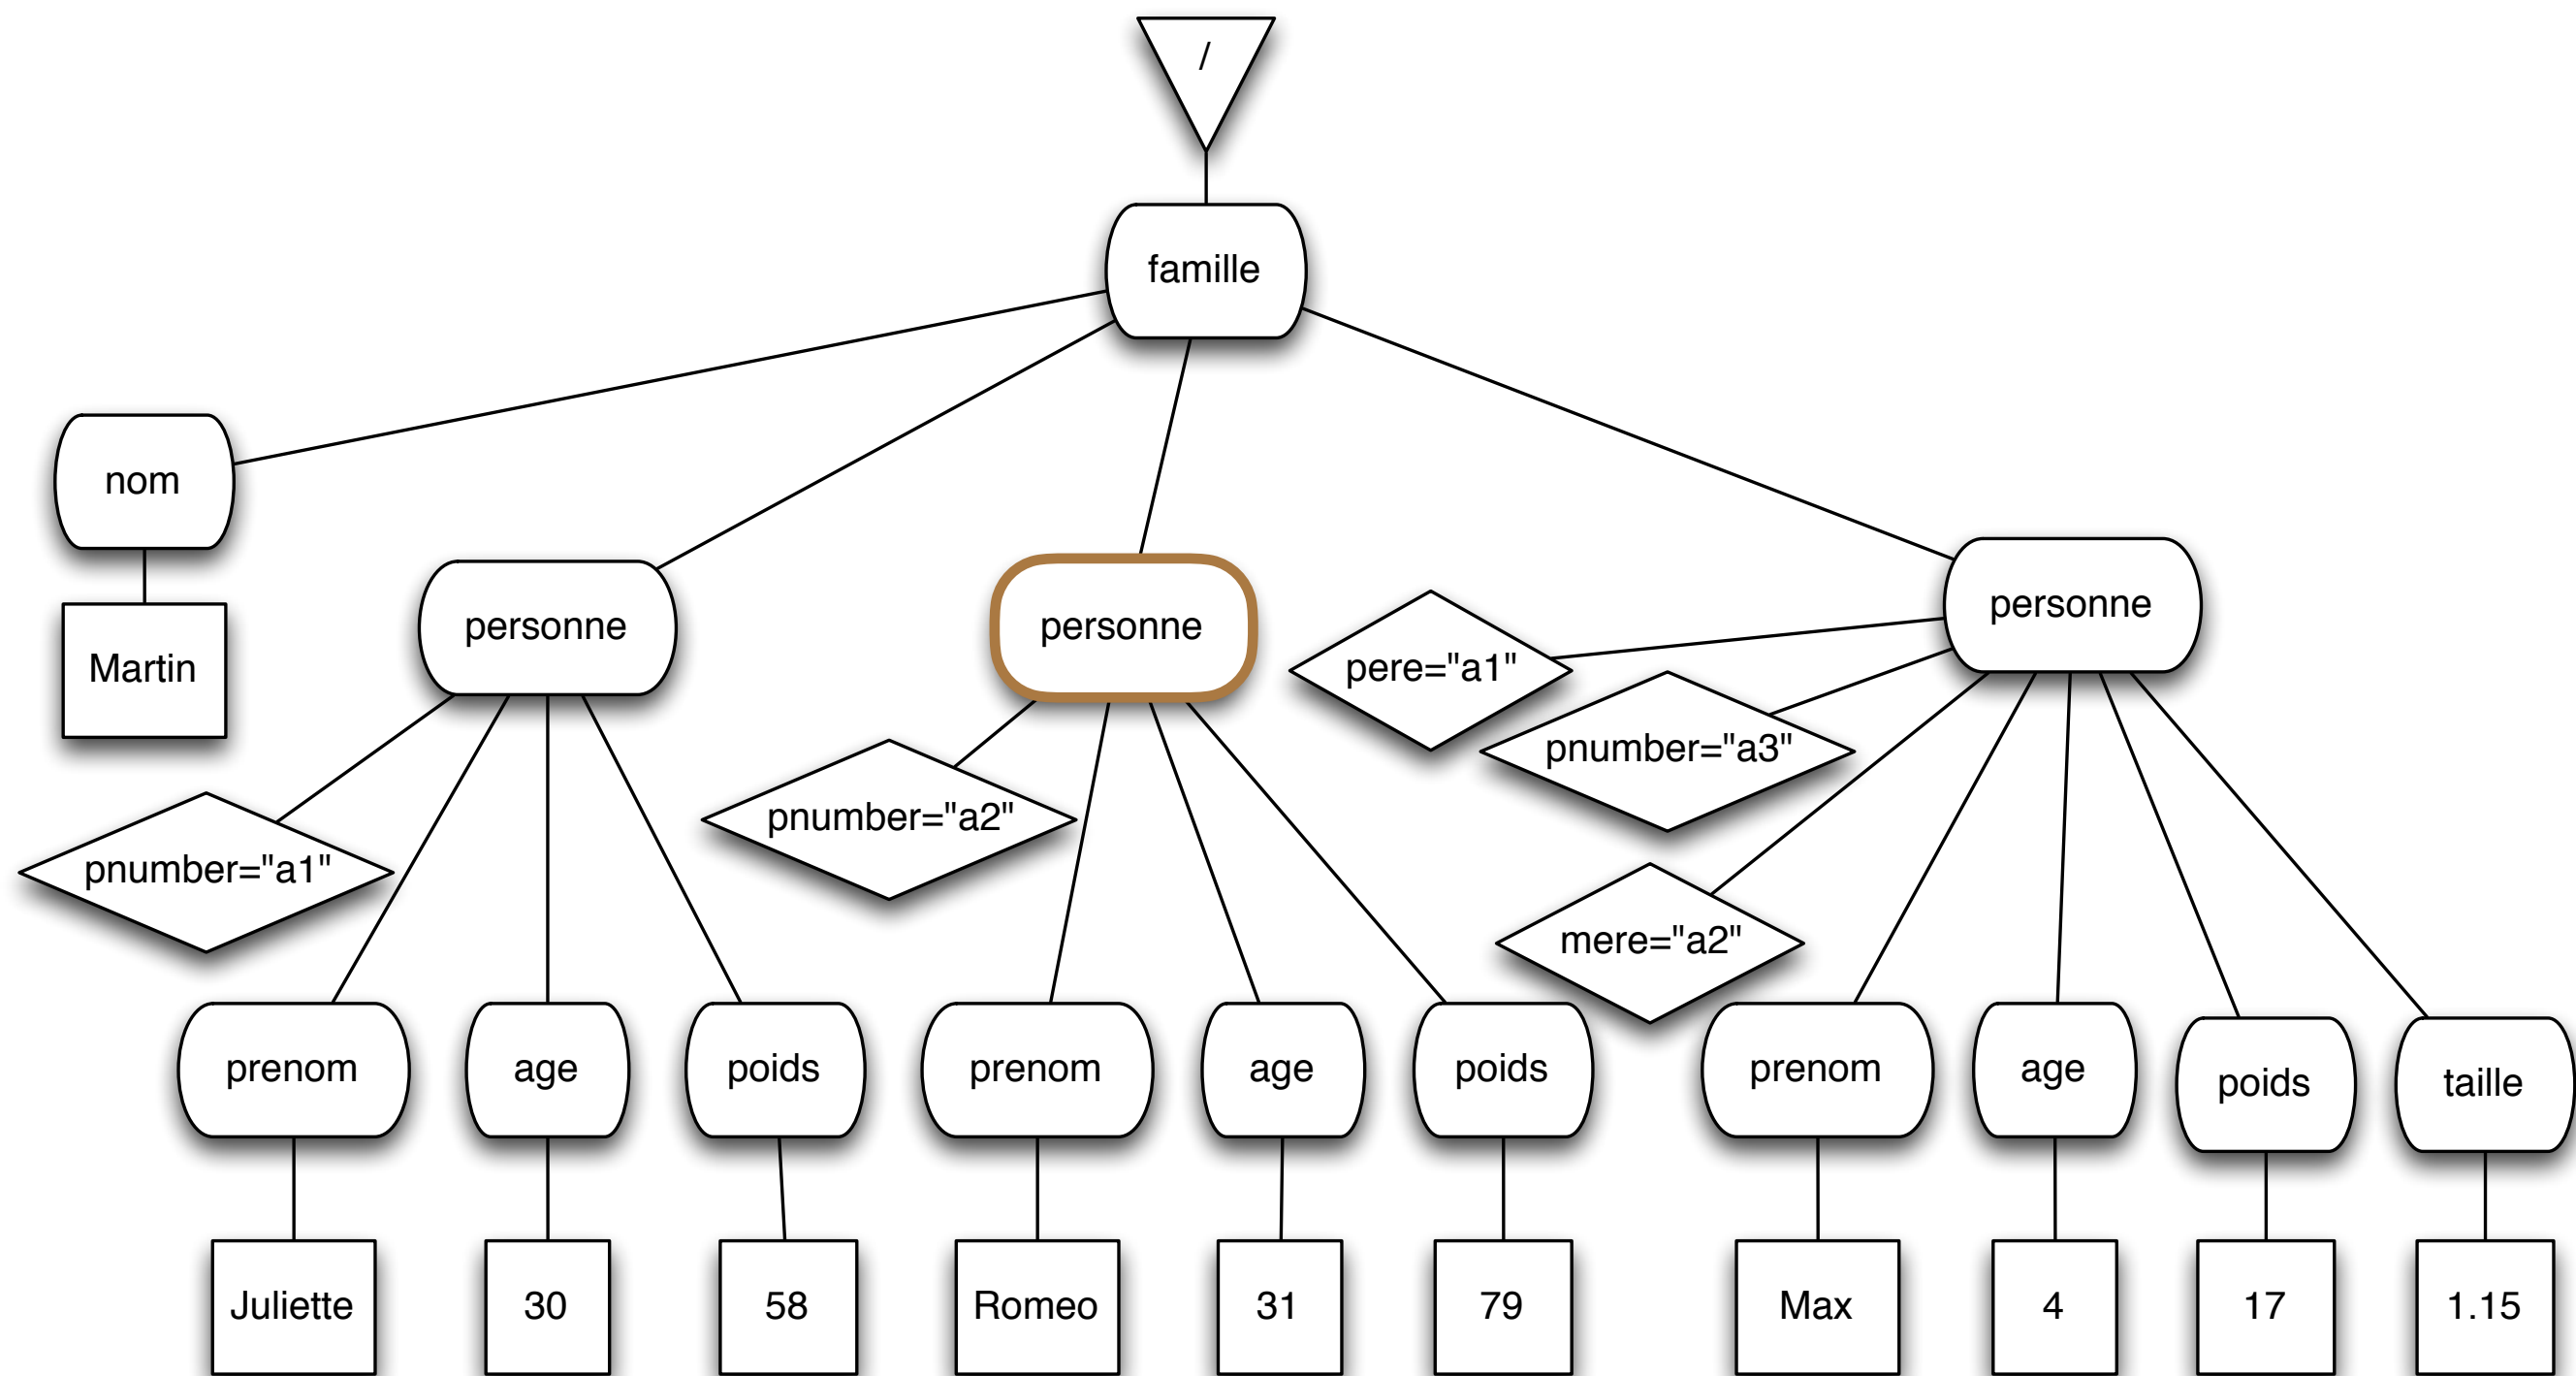 /
famille
nom
Martin
personne
personne
personne
pere="a1"
pnumber="a3"
pnumber="a2"
pnumber="a1"
mere="a2"
prenom
age
poids
prenom
age
poids
prenom
age
poids
taille
Juliette
30
58
Romeo
31
79
Max
4
17
1.15